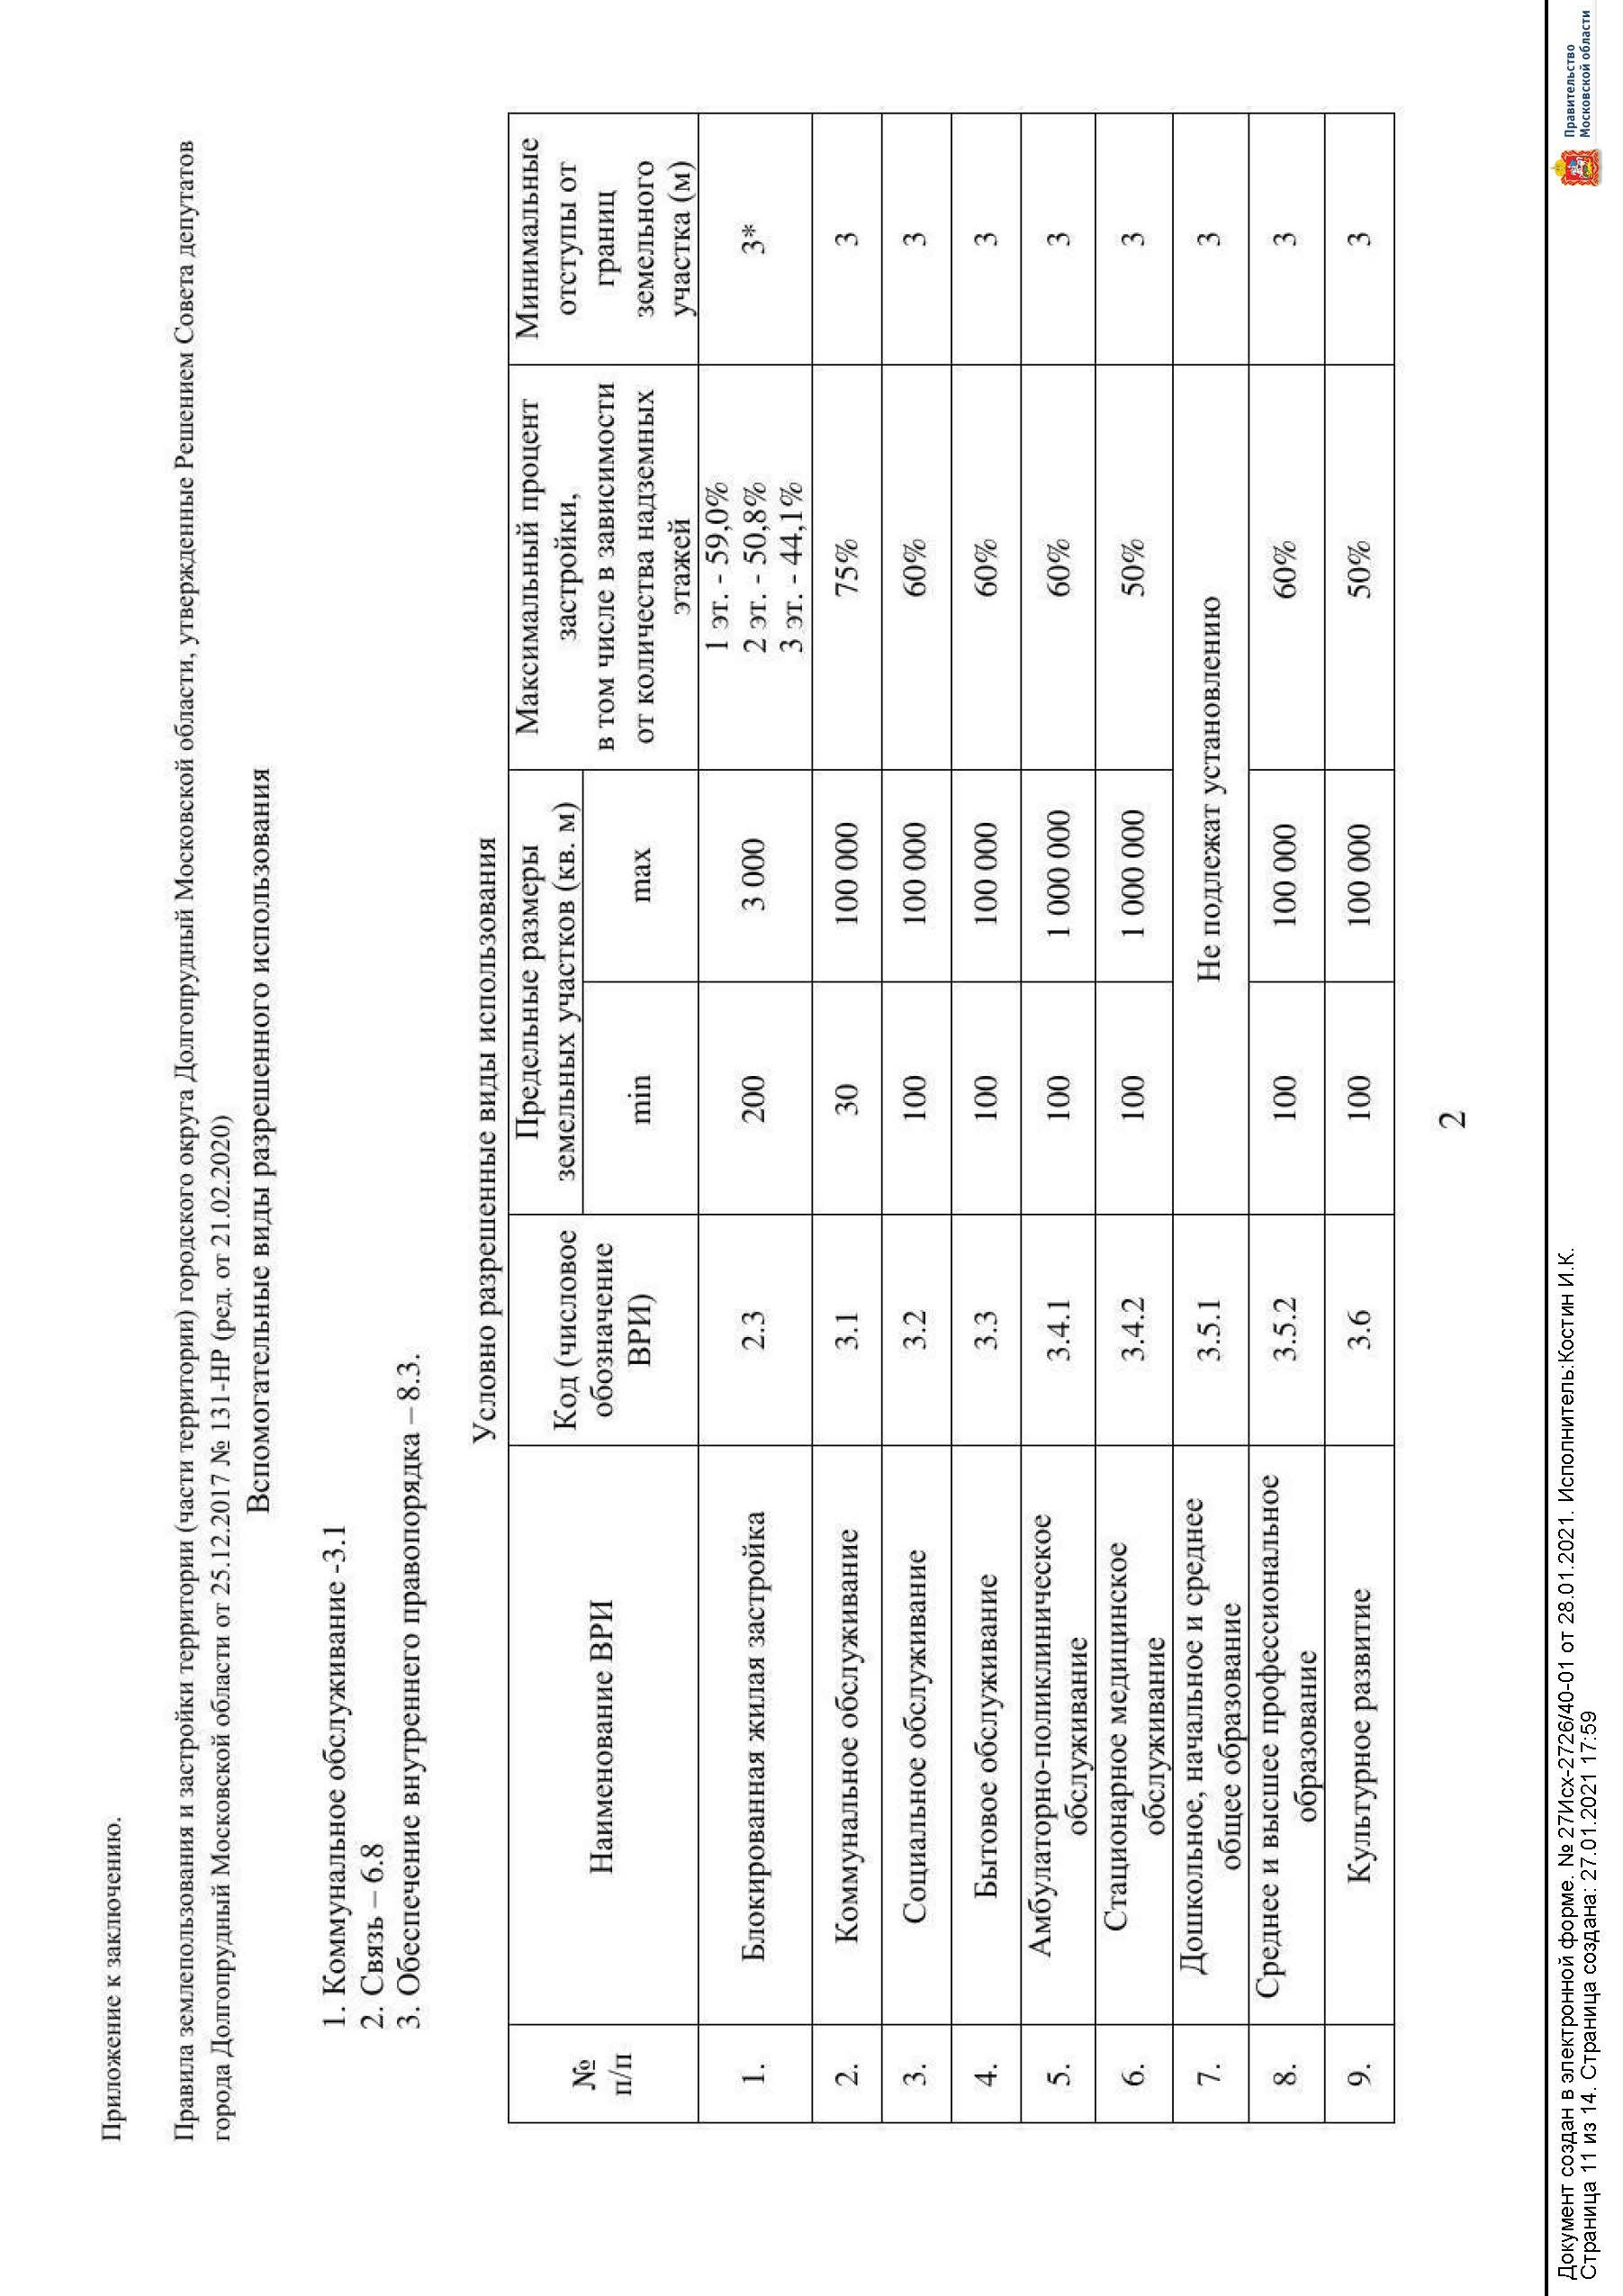 Приложение к заключению.
Правила землепользования и застройки территории (части территории) городского округа Долгопрудный Московской области, утвержденные Решением Совета депутатов
города Долгопрудный Московской области от 25.12.2017 № 131-НР (ред. от 21.02.2020)
Вспомогательные виды разрешенного использования
1. Коммунальное обслуживание -3.1
2. Связь – 6.8
3. Обеспечение внутреннего правопорядка – 8.3.
Условно разрешенные виды использования
№
п/п
Наименование ВРИ
Код (числовое
обозначение
ВРИ)
Предельные размеры
земельных участков (кв. м)
min
max
Максимальный процент
застройки,
в том числе в зависимости
от количества надземных
этажей
Минимальные
отступы от
границ
земельного
участка (м)
1. Блокированная жилая застройка 2.3 200 3 000
1 эт. - 59,0%
2 эт. - 50,8%
3 эт. - 44,1%
3*
2. Коммунальное обслуживание 3.1 30 100 000 75% 3
3. Социальное обслуживание 3.2 100 100 000 60% 3
4. Бытовое обслуживание 3.3 100 100 000 60% 3
5. Амбулаторно-поликлиническое
обслуживание
3.4.1 100 1 000 000 60% 3
6. Стационарное медицинское
обслуживание
3.4.2 100 1 000 000 50% 3
7. Дошкольное, начальное и среднее
общее образование
3.5.1 Не подлежат установлению 3
8. Среднее и высшее профессиональное
образование
3.5.2 100 100 000 60% 3
9. Культурное развитие 3.6 100 100 000 50% 3
2
Документ создан в электронной форме. № 27Исх-2726/40-01 от 28.01.2021. Исполнитель:Костин И.К.
Страница 11 из 14. Страница создана: 27.01.2021 17:59
Правительство
Московской области